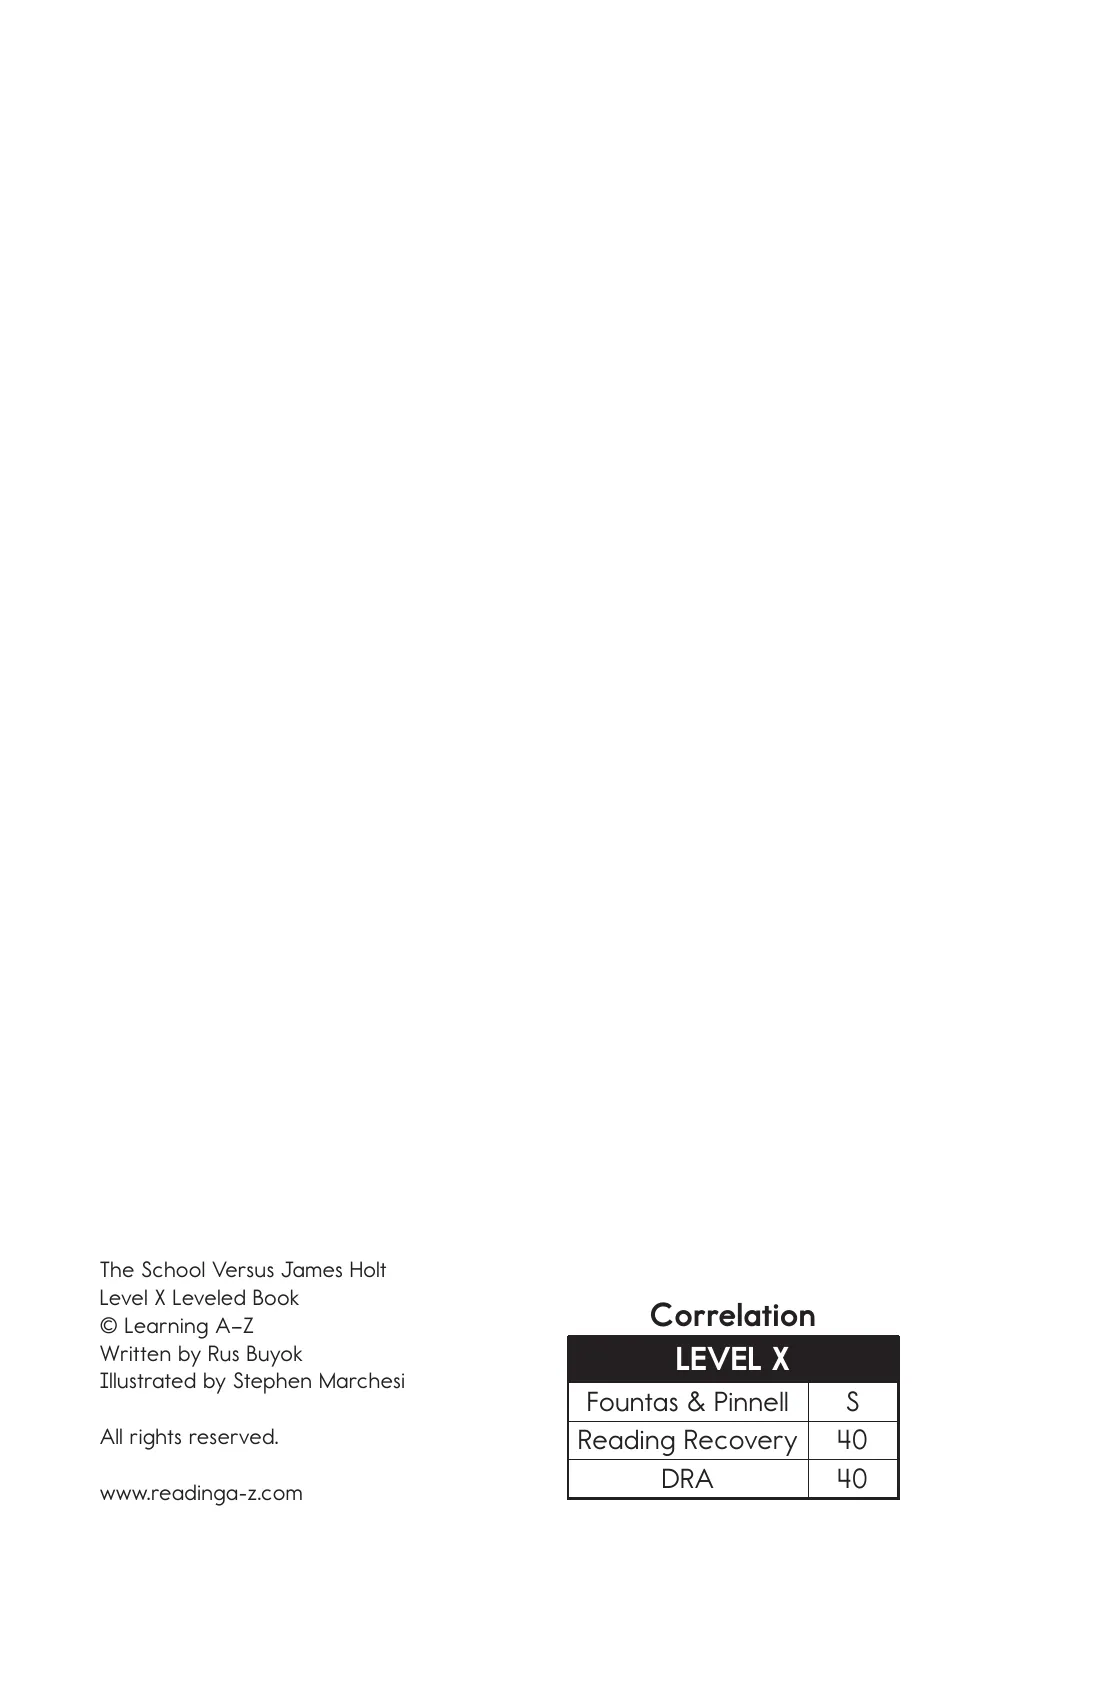 The School Versus James Holt
Level X Leveled Book
© Learning A–Z
Written by Rus Buyok
Illustrated by Stephen Marchesi
All rights reserved.
www.readinga-z.com
Correlation
LEVEL X
Fountas & Pinnell S
Reading Recovery 40
DRA 40